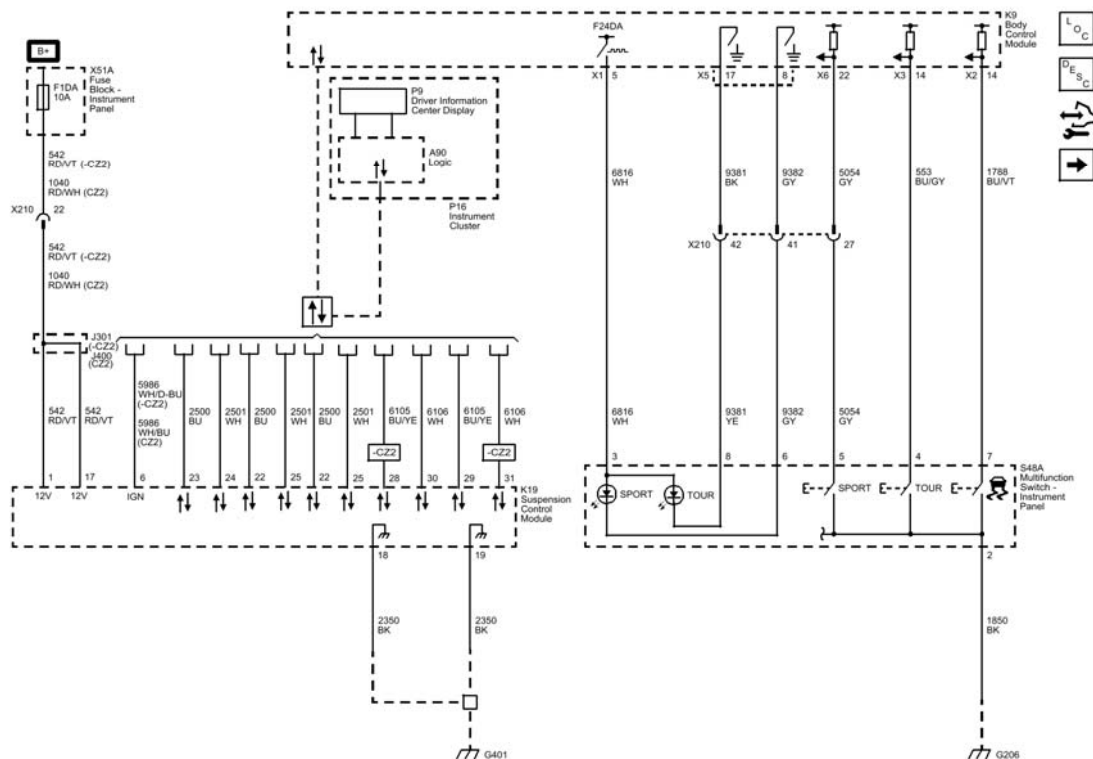 K9
Body
Control
Module
F24DA
X1 5
X5 17
8
X6 22
X3 14
X2 14
L
O
C
D
E
S
C
B+
X51A
Fuse
Block -
Instrument
Panel
F1DA
10A
P9
Driver Information
Center Display
A90
Logic
P16
Instrument
Cluster
542
RD/VT (-CZ2)
1040
RD/WH (CZ2)
X210 22
542
RD/VT (-CZ2)
1040
RD/WH (CZ2)
6816
WH
9381
BK
9382
GY
5054
GY
553
BU/GY
1788
BU/VT
X210 42
41
27
J301
(-CZ2)
J400
(CZ2)
542
RD/VT
542
RD/VT
5986
WH/D-BU
(-CZ2)
5986
WH/BU
(CZ2)
2500
BU
2501
WH
2500
BU
2501
WH
2500
BU
2501
WH
6105
BU/YE
6106
WH
6105
BU/YE
6106
WH
-CZ2
-CZ2
6816
WH
9381
YE
9382
GY
5054
GY
1 17 6 23 24 22 25 22 25 28 30 29 31
12V 12V IGN
K19
Suspension
Control
Module
3 8 6 5 4 7
S48A
Multifunction
Switch -
Instrument
Panel
SPORT
TOUR
SPORT
TOUR
18
19
2
2350
BK
2350
BK
1850
BK
G401
G206